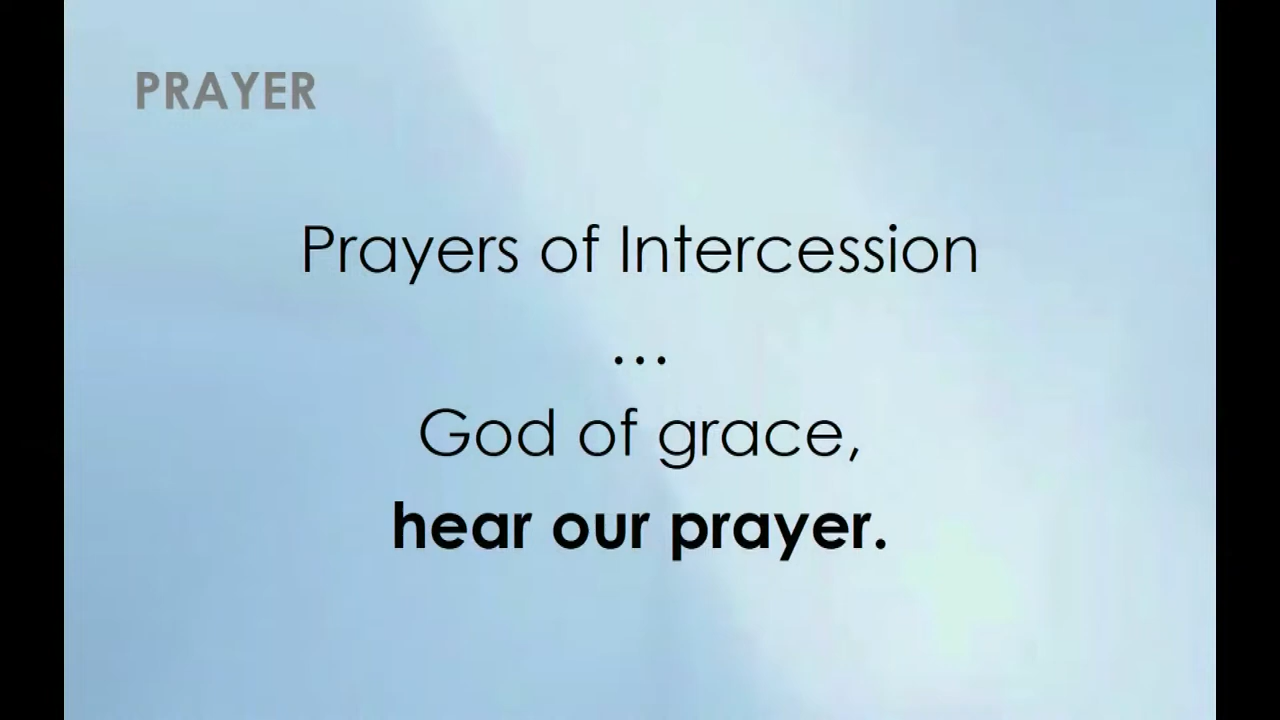 PRAYER
Prayers of Intercession
…
God of grace,
hear our prayer.